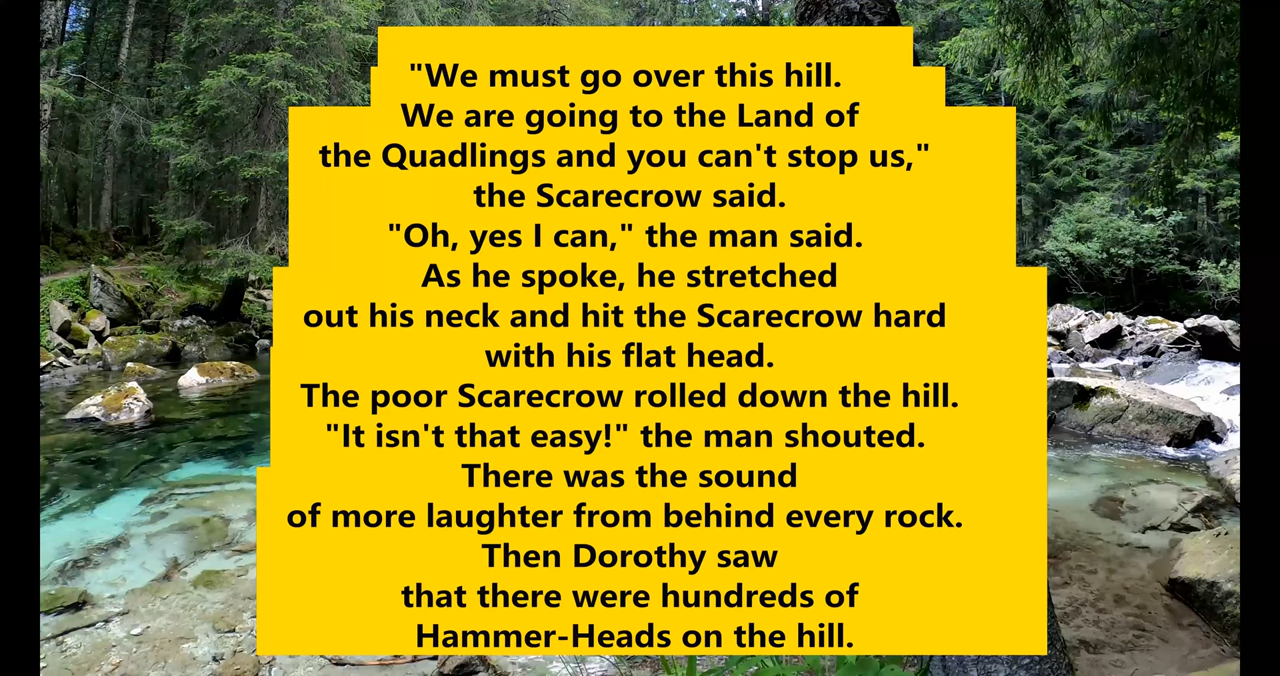 "We must go over this hill.
We are going to the Land of
the Quadlings and you can't stop us,"
the Scarecrow said.
"Oh, yes I can," the man said.
As he spoke, he stretched
out his neck and hit the Scarecrow hard
with his flat head.
The poor Scarecrow rolled down the hill.
"It isn't that easy!" the man shouted.
There was the sound
of more laughter from behind every rock.
Then Dorothy saw
that there were hundreds of
Hammer-Heads on the hill.